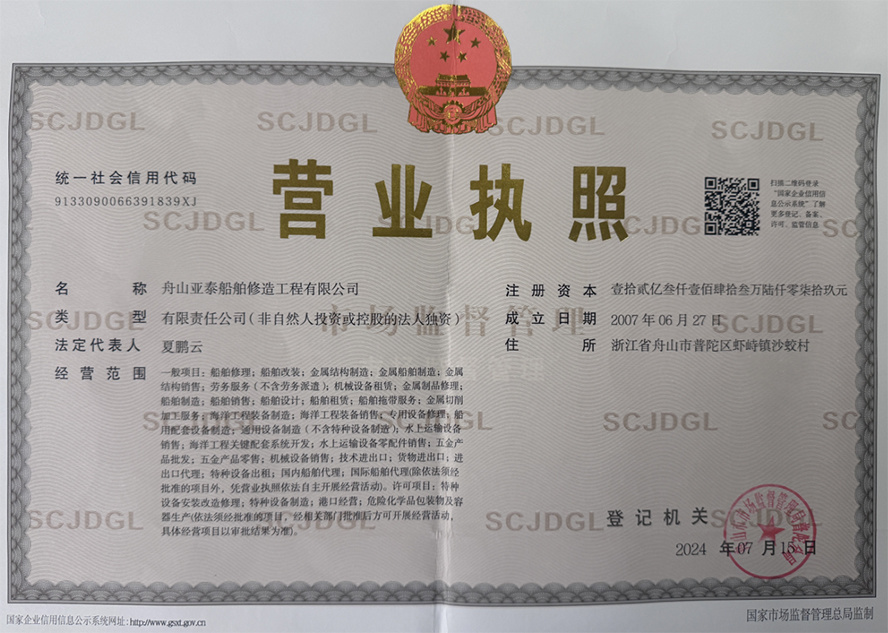 营业执照
统一社会信用代码
9133090066391839XJ
扫描二维码登录
“国家企业信用信
息公示系统”了解
更多登记、备案、
许可、监管信息
名 称 舟山亚泰船舶修造工程有限公司
类 型 有限责任公司(非自然人投资或控股的法人独资)
法定代表人 夏鹏云
经营范围 一般项目：船舶修理；船舶改装；金属结构制造；金属船舶制造；金属
结构销售；劳务服务（不含劳务派遣）；机械设备租赁；金属制品修理；
船舶制造；船舶销售；船舶设计；船舶租赁；船舶拖带服务；金属切削
加工服务；海洋工程装备制造；海洋工程装备销售；专用设备修理；船
用配套设备制造；通用设备制造（不含特种设备制造）；水上运输设备
销售；海洋工程关键配套系统开发；水上运输设备零配件销售；五金产
品批发；五金产品零售；机械设备销售；技术进出口；货物进出口；进
出口代理；特种设备出租；国内船舶代理；国际船舶代理(除依法须经
批准的项目外，凭营业执照依法自主开展经营活动)。许可项目：特种
设备安装改造修理；特种设备制造；港口经营；危险化学品包装物及容
器生产(依法须经批准的项目，经相关部门批准后方可开展经营活动，
具体经营项目以审批结果为准)。
注册资本 壹拾贰亿叁仟壹佰肆拾叁万陆仟零柒拾玖元
成立日期 2007年06月27日
住 所 浙江省舟山市普陀区虾峙镇沙蛟村
登记机关
2024 年07 月15日
国家企业信用信息公示系统网址：http://www.gsxt.gov.cn
国家市场监督管理总局监制
SCJDGL
市场监督管理